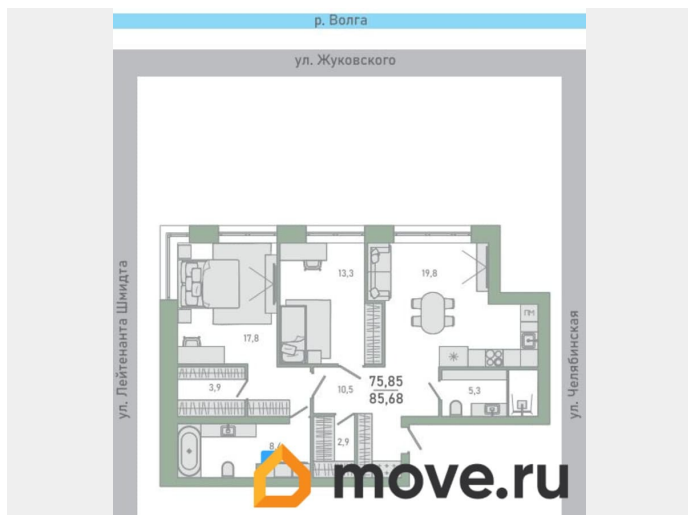 р. Волга
ул. Жуковского
ул. Лейтенанта Шмидта
ул. Челябинская
13,3
19,8
ПМ
17,8
3,9
10,5
75,85
85,68
5,3
2,9
move.ru